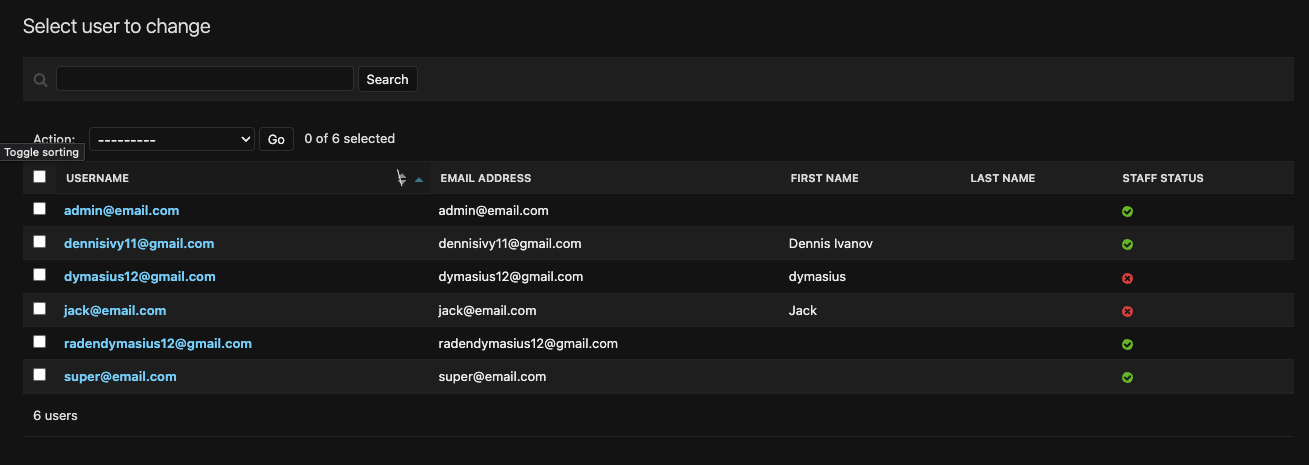 Select user to change
Search
Action: --------- Go 0 of 6 selected
Toggle sorting
USERNAME EMAIL ADDRESS FIRST NAME LAST NAME STAFF STATUS
admin@email.com admin@email.com
dennisivy11@gmail.com dennisivy11@gmail.com Dennis Ivanov
dymasius12@gmail.com dymasius12@gmail.com dymasius
jack@email.com jack@email.com Jack
radendymasius12@gmail.com radendymasius12@gmail.com
super@email.com super@email.com
6 users